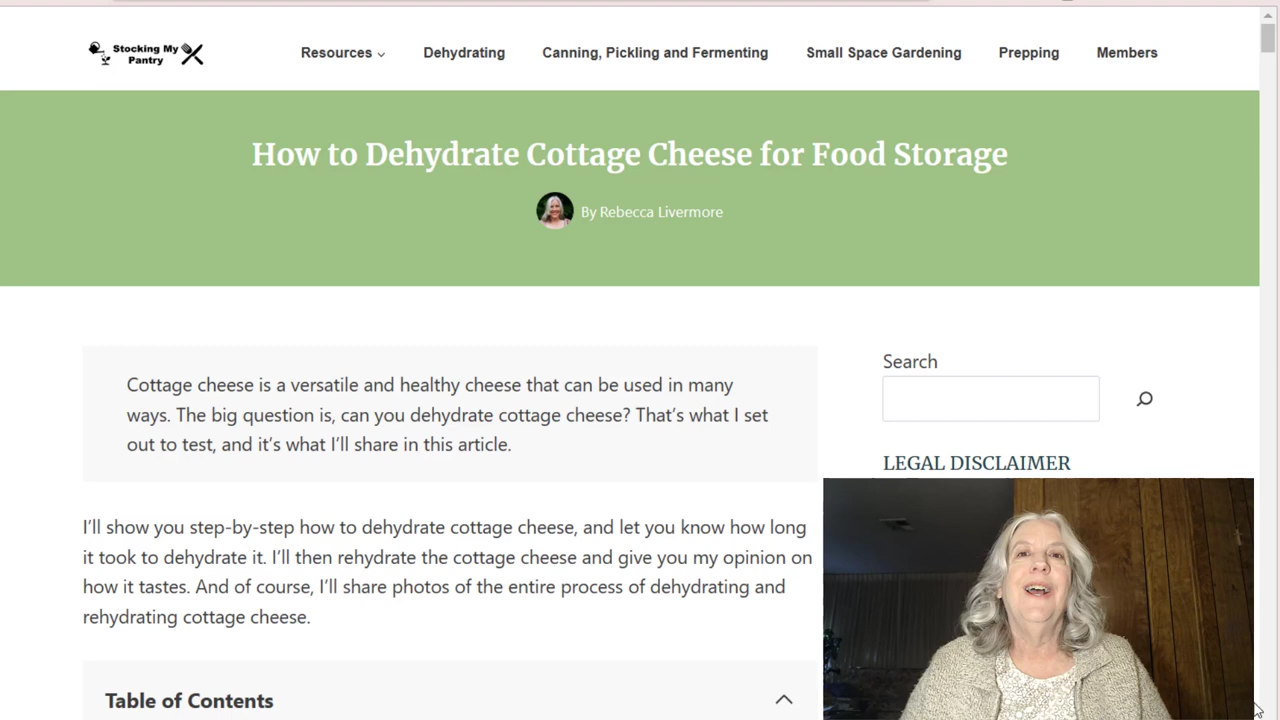 Stocking My
Pantry
Resources
Dehydrating
Canning, Pickling and Fermenting
Small Space Gardening
Prepping
Members
How to Dehydrate Cottage Cheese for Food Storage
By Rebecca Livermore
Cottage cheese is a versatile and healthy cheese that can be used in many
ways. The big question is, can you dehydrate cottage cheese? That’s what I set
out to test, and it’s what I’ll share in this article.
I’ll show you step-by-step how to dehydrate cottage cheese, and let you know how long
it took to dehydrate it. I’ll then rehydrate the cottage cheese and give you my opinion on
how it tastes. And of course, I’ll share photos of the entire process of dehydrating and
rehydrating cottage cheese.
Table of Contents
Search
LEGAL DISCLAIMER